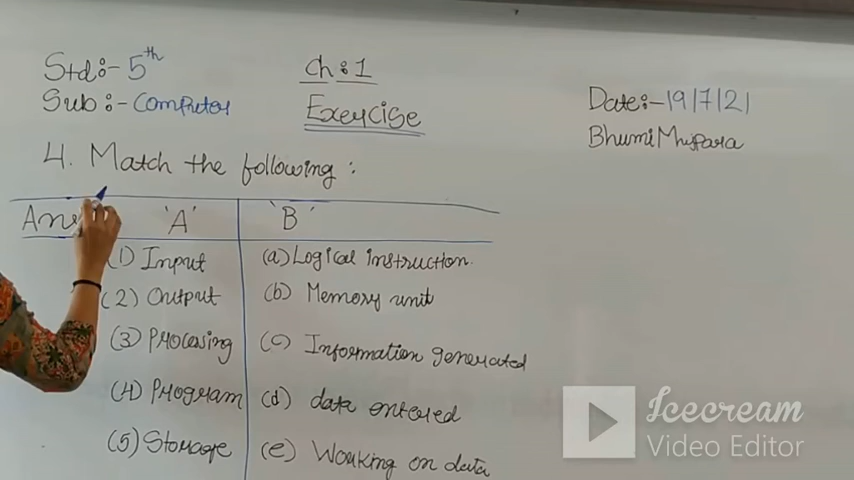 Std:- 5th
Sub:- Computer
Ch:1
Exercise
Date:- 19/7/21
Bhumi
4. Match the following:
Ans 'A' 'B'
(1) Input (a) Logical instruction.
(2) Output (b) Memory unit
(3) Procesing (c) Information generated
(4) Program (d) data entered
(5) Storage (e) Working on data
Icecream
Video Editor